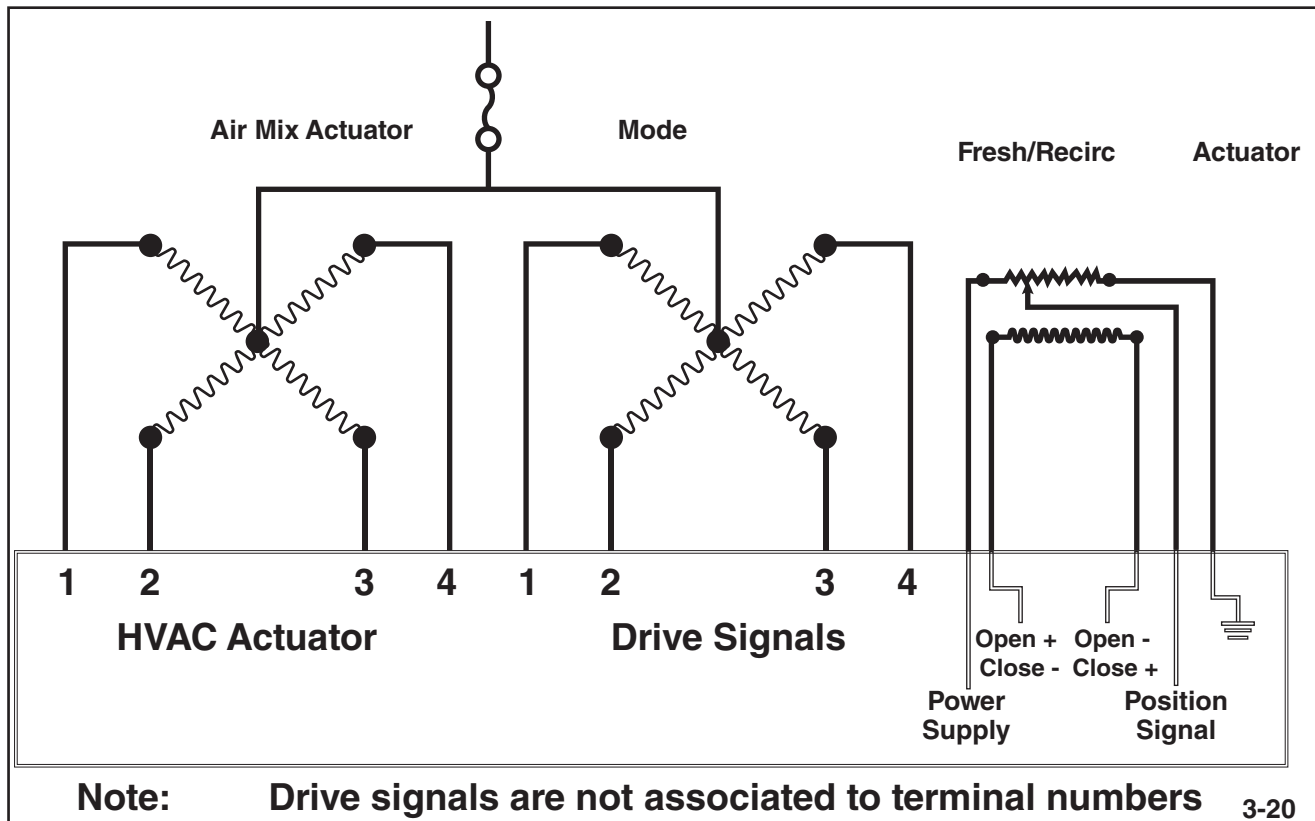 Air Mix Actuator
Mode
Fresh/Recirc Actuator
1 2 3 4 1 2 3 4
HVAC Actuator
Drive Signals
Open + Open -
Close - Close +
Power
Supply
Position
Signal
Note: Drive signals are not associated to terminal numbers
3-20